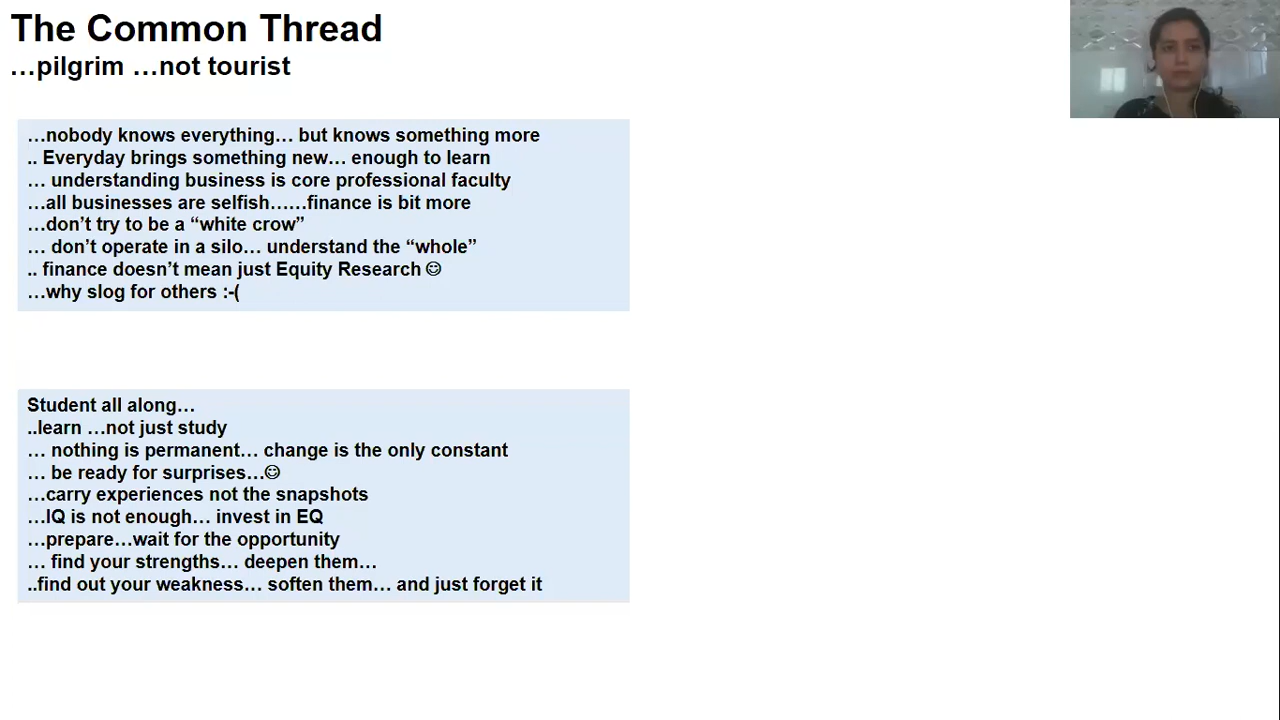 The Common Thread
…pilgrim …not tourist
…nobody knows everything… but knows something more
.. Everyday brings something new… enough to learn
… understanding business is core professional faculty
…all businesses are selfish……finance is bit more
…don’t try to be a “white crow”
… don’t operate in a silo… understand the “whole”
.. finance doesn’t mean just Equity Research ☺
…why slog for others :-(
Student all along…
..learn …not just study
… nothing is permanent… change is the only constant
… be ready for surprises…☺
…carry experiences not the snapshots
…IQ is not enough… invest in EQ
…prepare…wait for the opportunity
… find your strengths… deepen them…
..find out your weakness… soften them… and just forget it